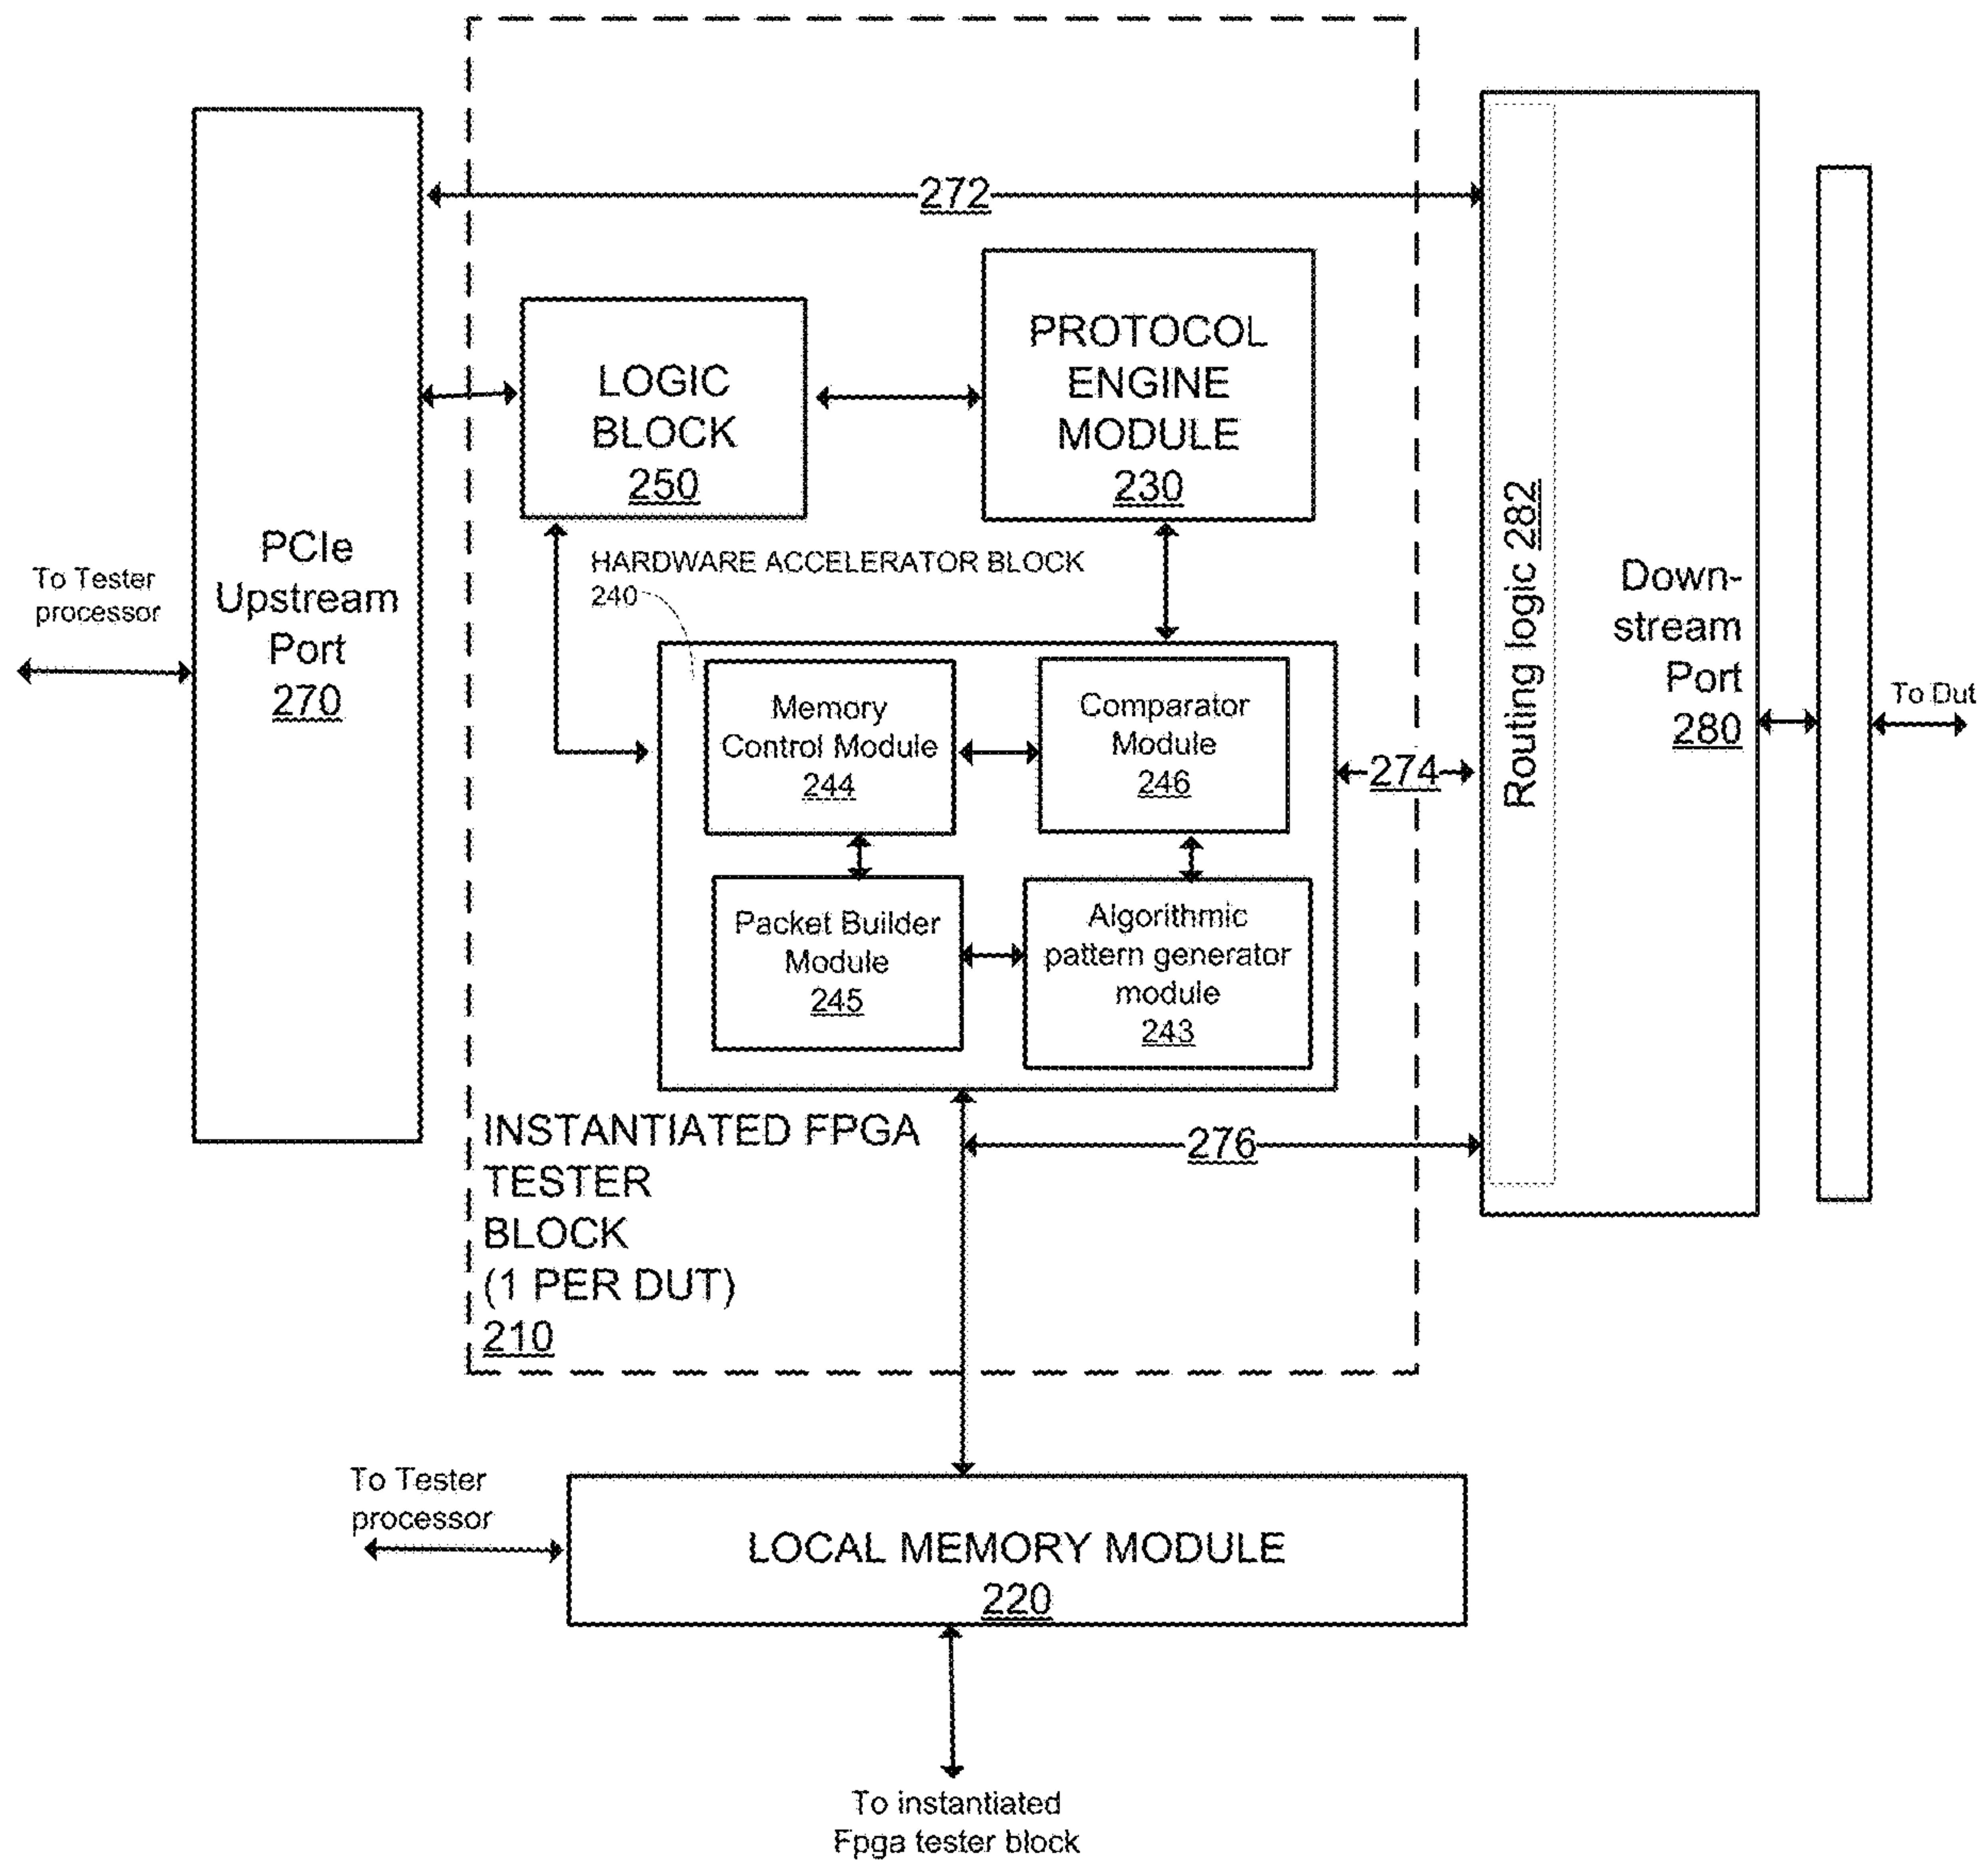 272
PROTOCOL
ENGINE
MODULE
230
LOGIC
BLOCK
250
PCIe
Upstream
Port
270
To Tester
processor
HARDWARE ACCELERATOR BLOCK
240
Memory
Control Module
244
Comparator
Module
246
Packet Builder
Module
245
Algorithmic
pattern generator
module
243
274
276
Routing logic 282
Down-
stream
Port
280
To Dut
INSTANTIATED FPGA
TESTER
BLOCK
(1 PER DUT)
210
To Tester
processor
LOCAL MEMORY MODULE
220
To instantiated
Fpga tester block